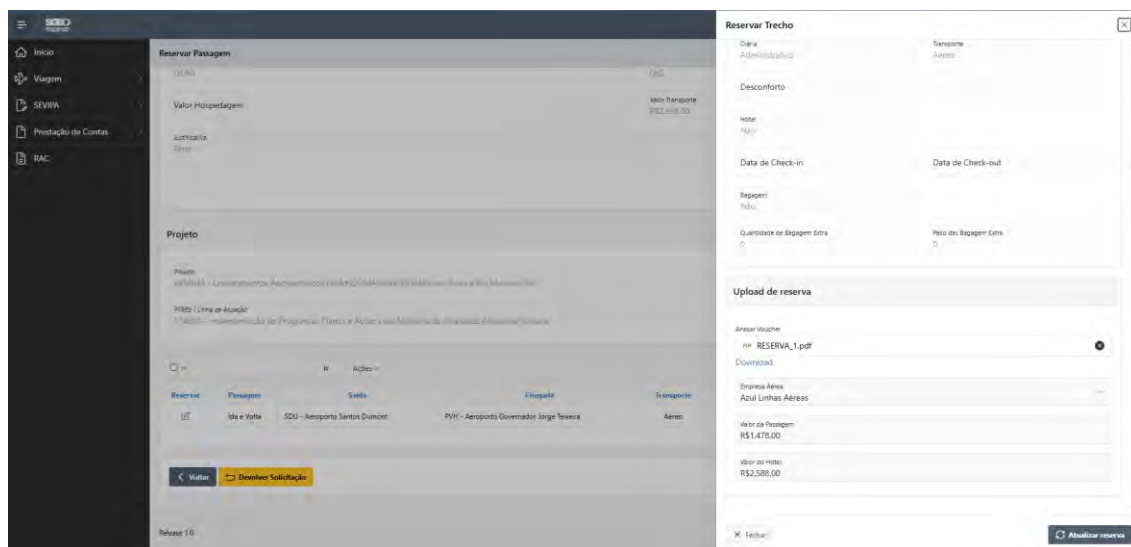 SGEO
Início
Viagem
SEVIPA
Prestação de Contas
RAC
Reservar Passagem
Valor Hospedagem
Valor Transporte
Justificativa
Teste
Projeto
Projeto
PTRES / Linha de Atuação
Ir Ações
Reservar Passagem Saída Chegada Transporte
Ida e Volta SDU - Aeroporto Santos Dumont PVH - Aeroporto Governador Jorge Teixeira Aéreo
Voltar Devolver Solicitação
Release 1.0
Reservar Trecho
Diária Transporte
Administrativo Aéreo
Desconforto
Hotel
Não
Data de Check-in Data de Check-out
Bagagem
Não
Quantidade de Bagagem Extra Peso das Bagagem Extra
0 0
Upload de reserva
Anexar Voucher
PDF RESERVA_1.pdf
Download
Empresa Aérea
Azul Linhas Aéreas
Valor da Passagem
R$1.478,00
Valor do Hotel
R$2.588,00
Fechar Atualizar reserva